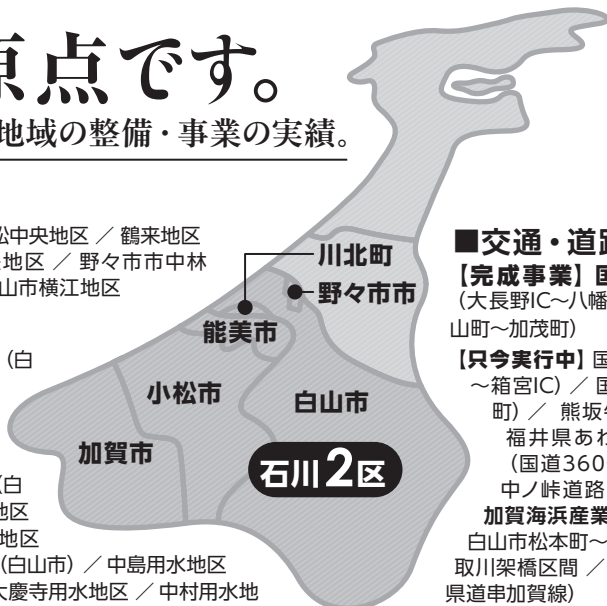 原点です。
地域の整備・事業の実績。
松中央地区 ／ 鶴来地区
地区 ／ 野々市市中林
山市横江地区
（白
（白
地区
地区
（白山市）／ 中島用水地区
大慶寺用水地区 ／ 中村用水地
川北町
野々市市
能美市
小松市
白山市
加賀市
石川2区
■交通・道路
【完成事業】国
（大長野IC〜八幡
山町〜加茂町）
【只今実行中】国
〜箱宮IC）／ 国
町）／ 熊坂
福井県あわ
（国道360
中ノ峠道路
加賀海浜産業
白山市松本町〜
取川架橋区間 ／
県道串加賀線）